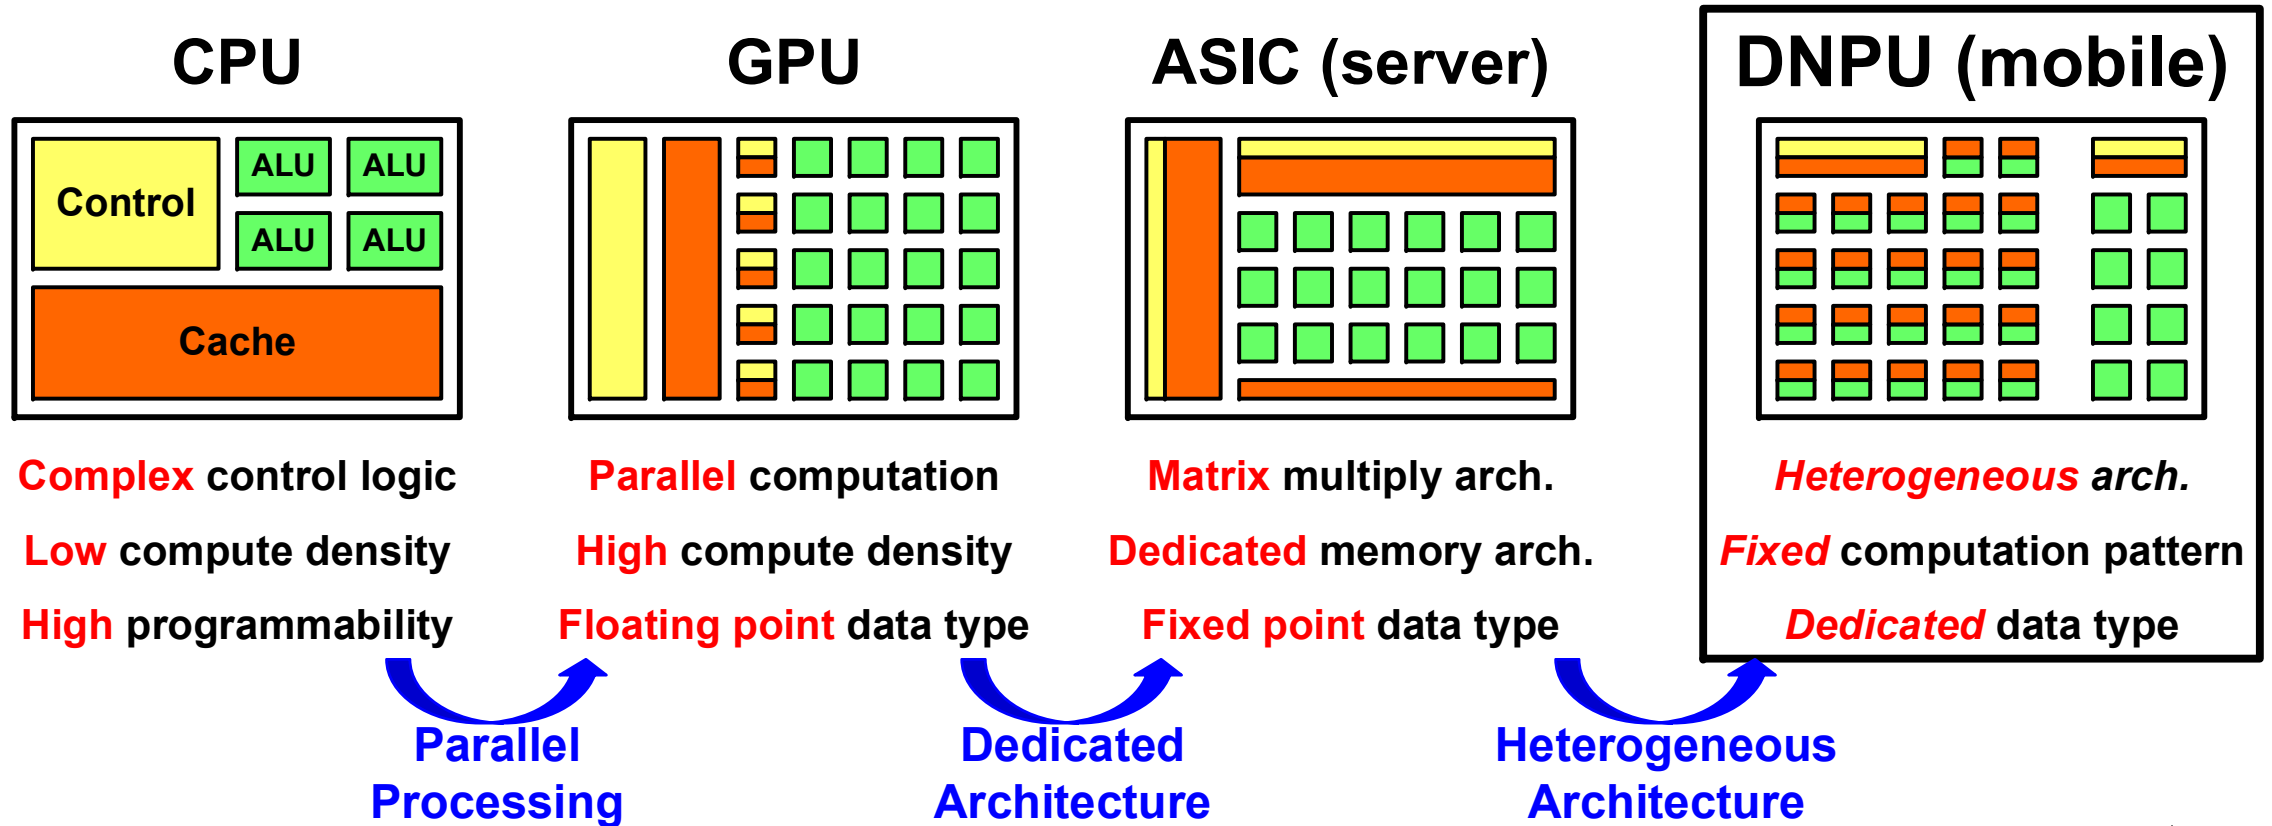 CPU
Control
ALU ALU
ALU ALU
Cache
Complex control logic
Low compute density
High programmability
GPU
Parallel computation
High compute density
Floating point data type
ASIC (server)
Matrix multiply arch.
Dedicated memory arch.
Fixed point data type
DNPU (mobile)
Heterogeneous arch.
Fixed computation pattern
Dedicated data type
Parallel
Processing
Dedicated
Architecture
Heterogeneous
Architecture